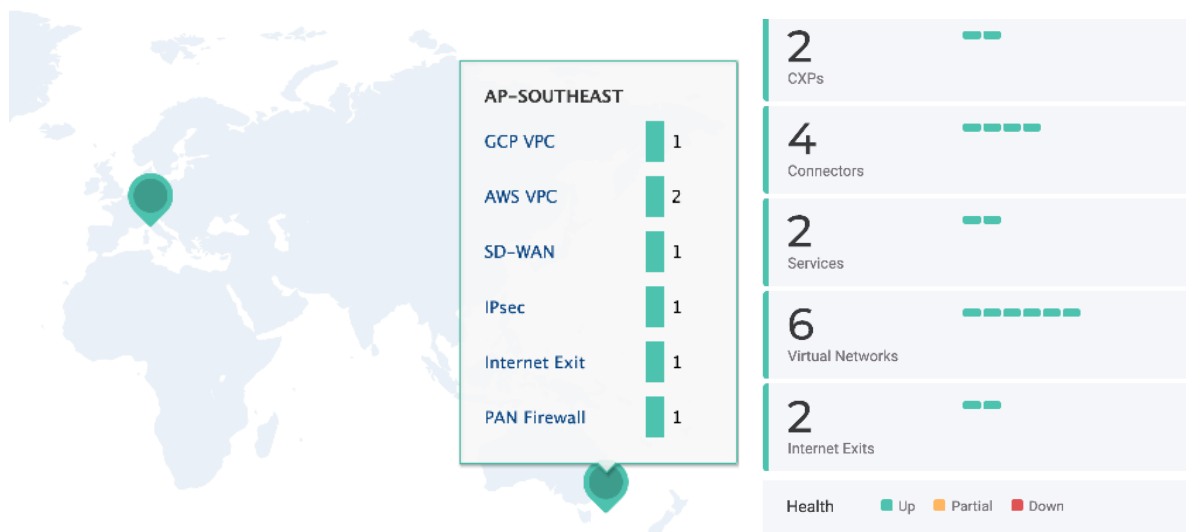 AP-SOUTHEAST
GCP VPC 1
AWS VPC 2
SD-WAN 1
IPsec 1
Internet Exit 1
PAN Firewall 1
2
CXPs
4
Connectors
2
Services
6
Virtual Networks
2
Internet Exits
Health Up Partial Down